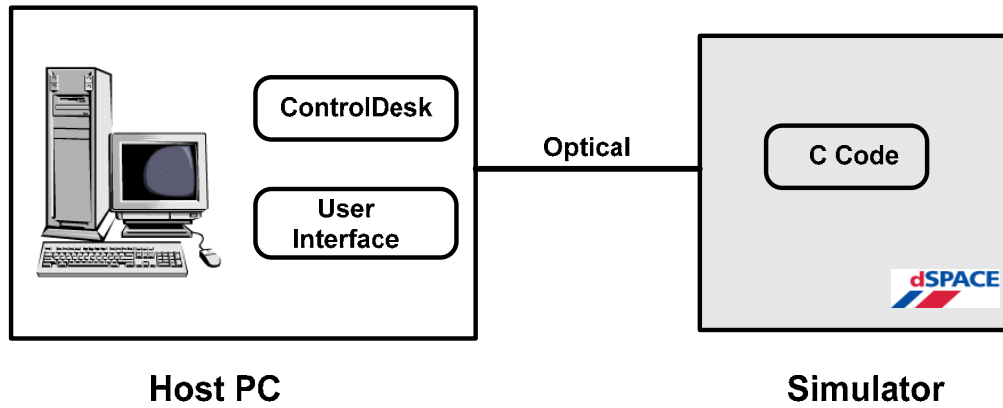 ControlDesk
User
Interface
Optical
C Code
dSPACE
Host PC
Simulator